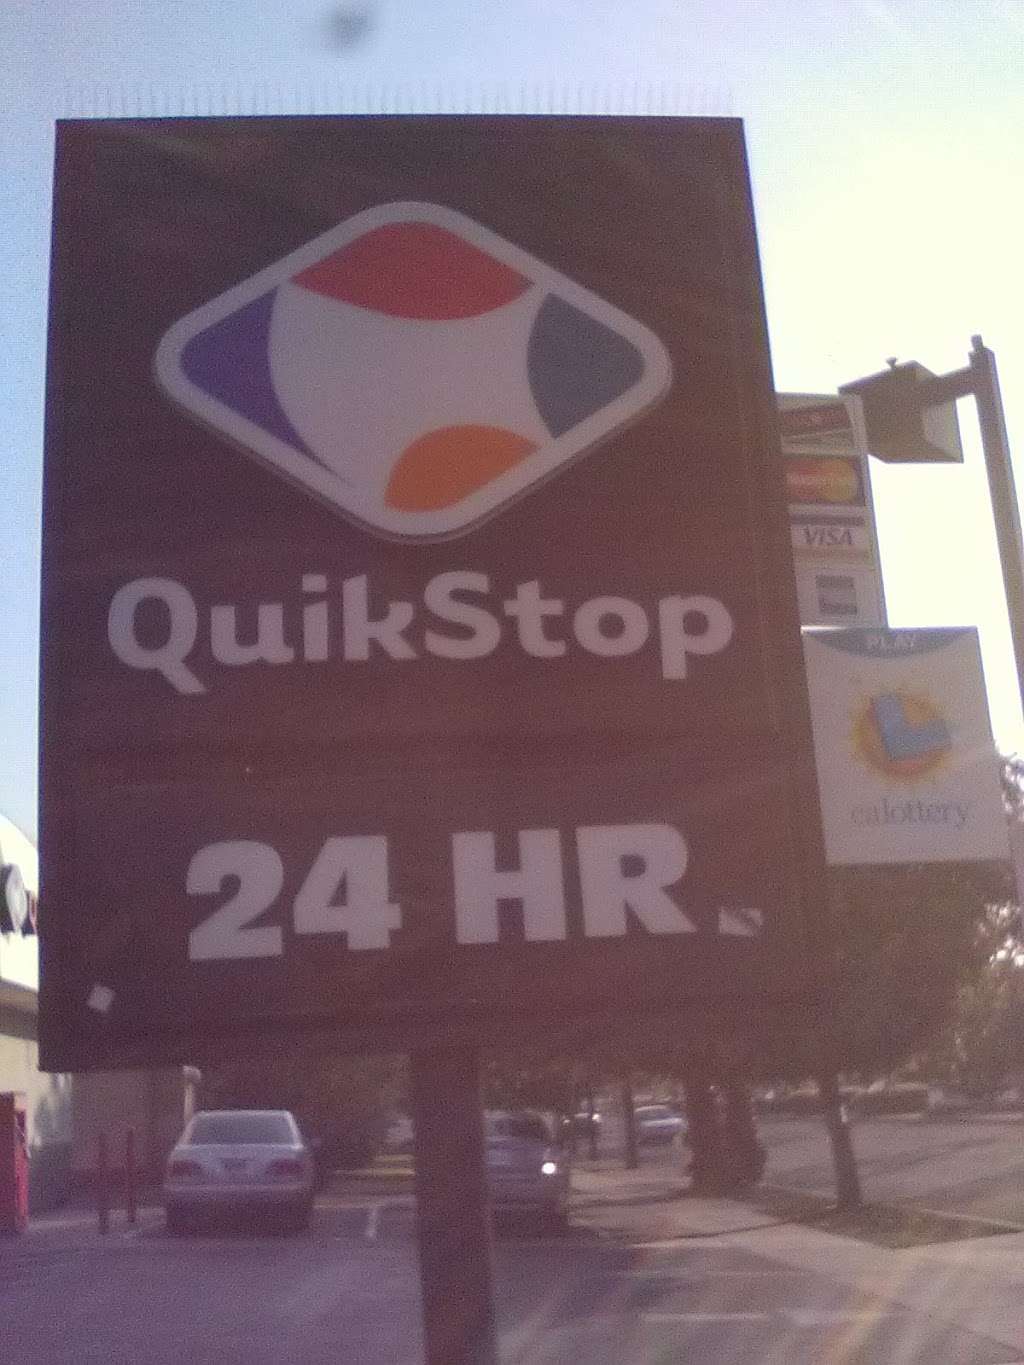 QuikStop
24 HR.
VISA
PLAY
calottery